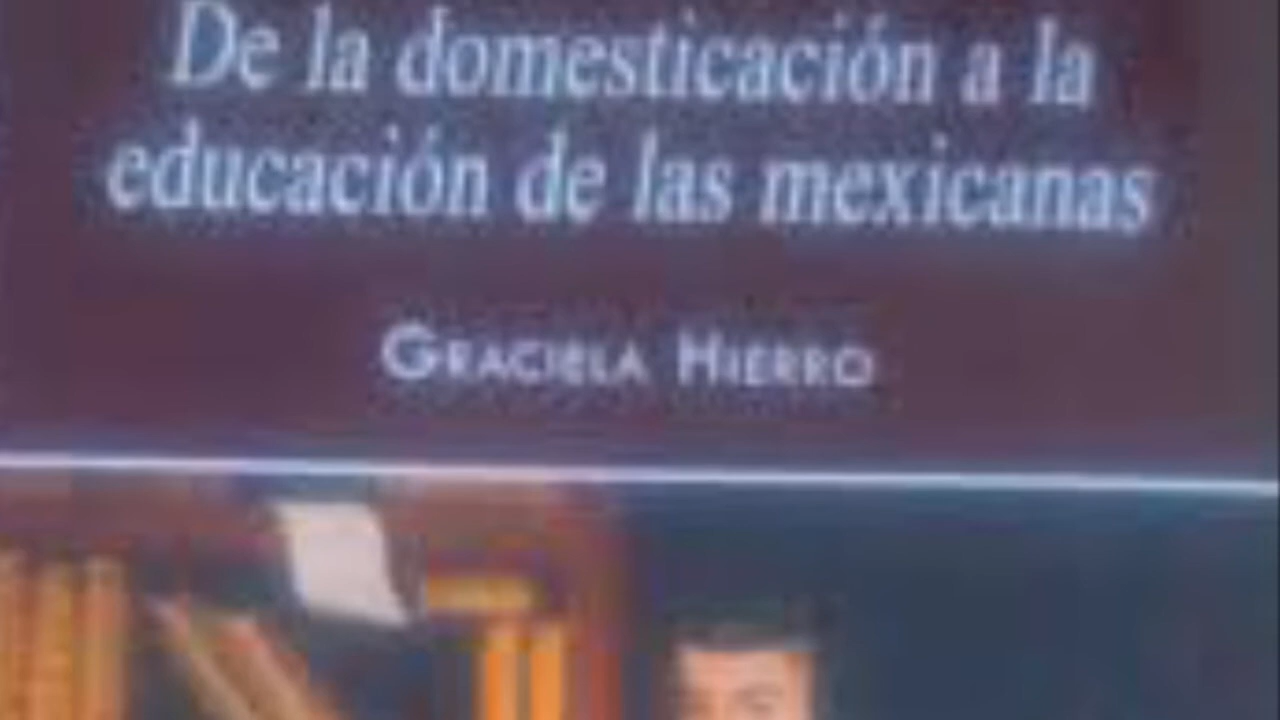 De la domesticación a la
educación de las mexicanas
GRACIELA HIERRO